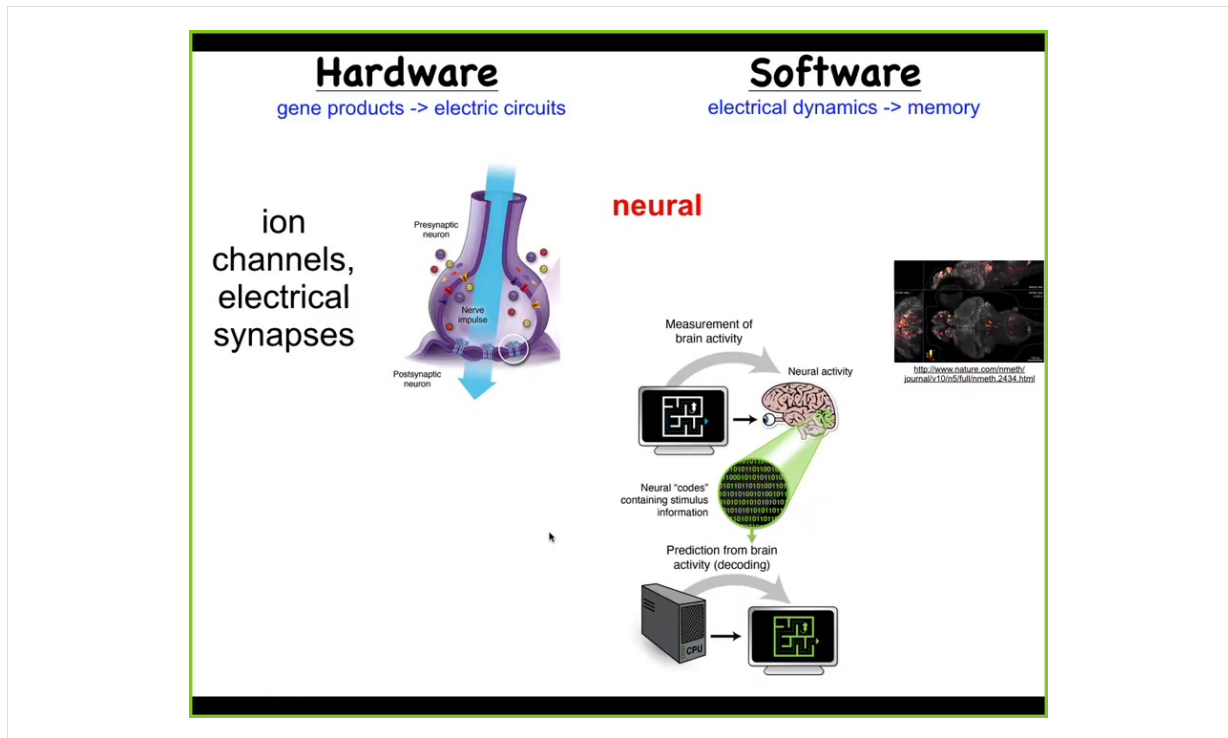 Hardware
gene products -> electric circuits
ion
channels,
electrical
synapses
Presynaptic
neuron
Nerve
impulse
Postsynaptic
neuron
Software
electrical dynamics -> memory
neural
Measurement of
brain activity
Neural activity
Neural "codes"
containing stimulus
information
Prediction from brain
activity (decoding)
CPU
http://www.nature.com/nmeth/
journal/v10/n5/full/nmeth.2434.html